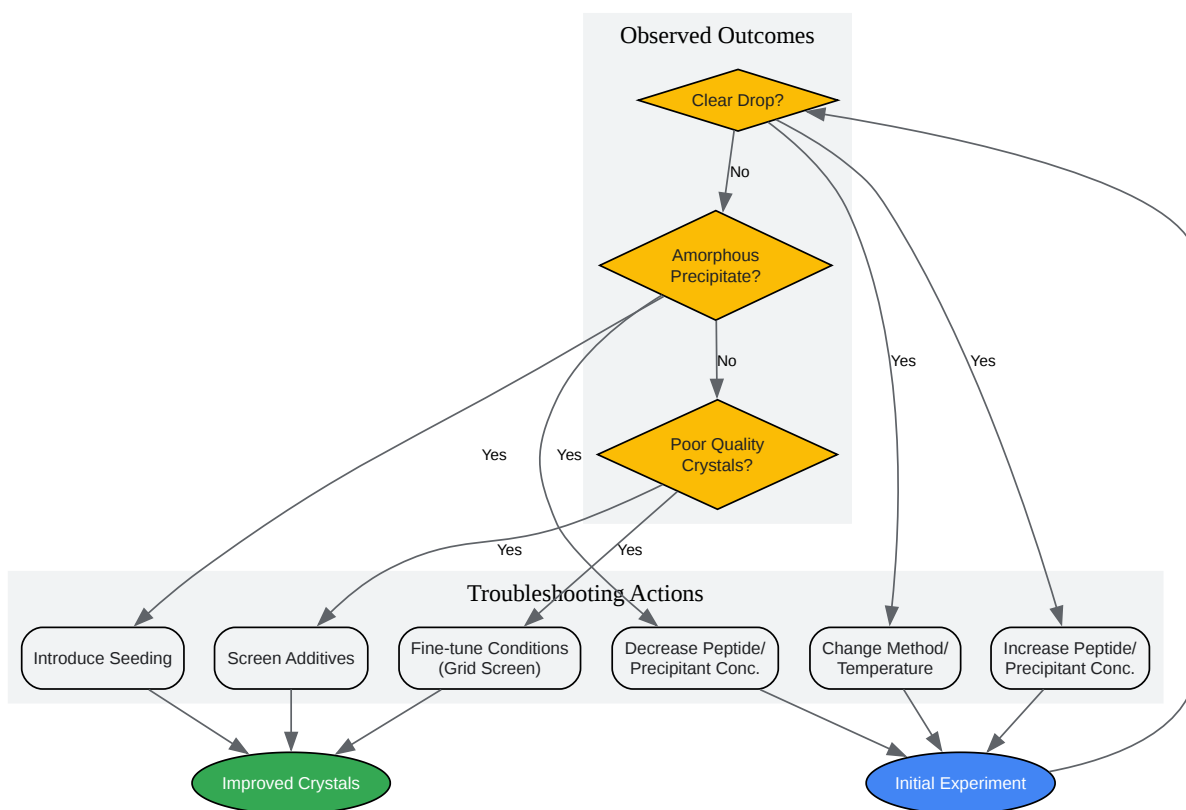 Observed Outcomes
Clear Drop?
No
Amorphous
Precipitate?
Yes
Yes
No
Poor Quality
Crystals?
Yes
Yes
Yes
Yes
Troubleshooting Actions
Introduce Seeding
Screen Additives
Fine-tune Conditions
(Grid Screen)
Decrease Peptide/
Precipitant Conc.
Change Method/
Temperature
Increase Peptide/
Precipitant Conc.
Improved Crystals
Initial Experiment